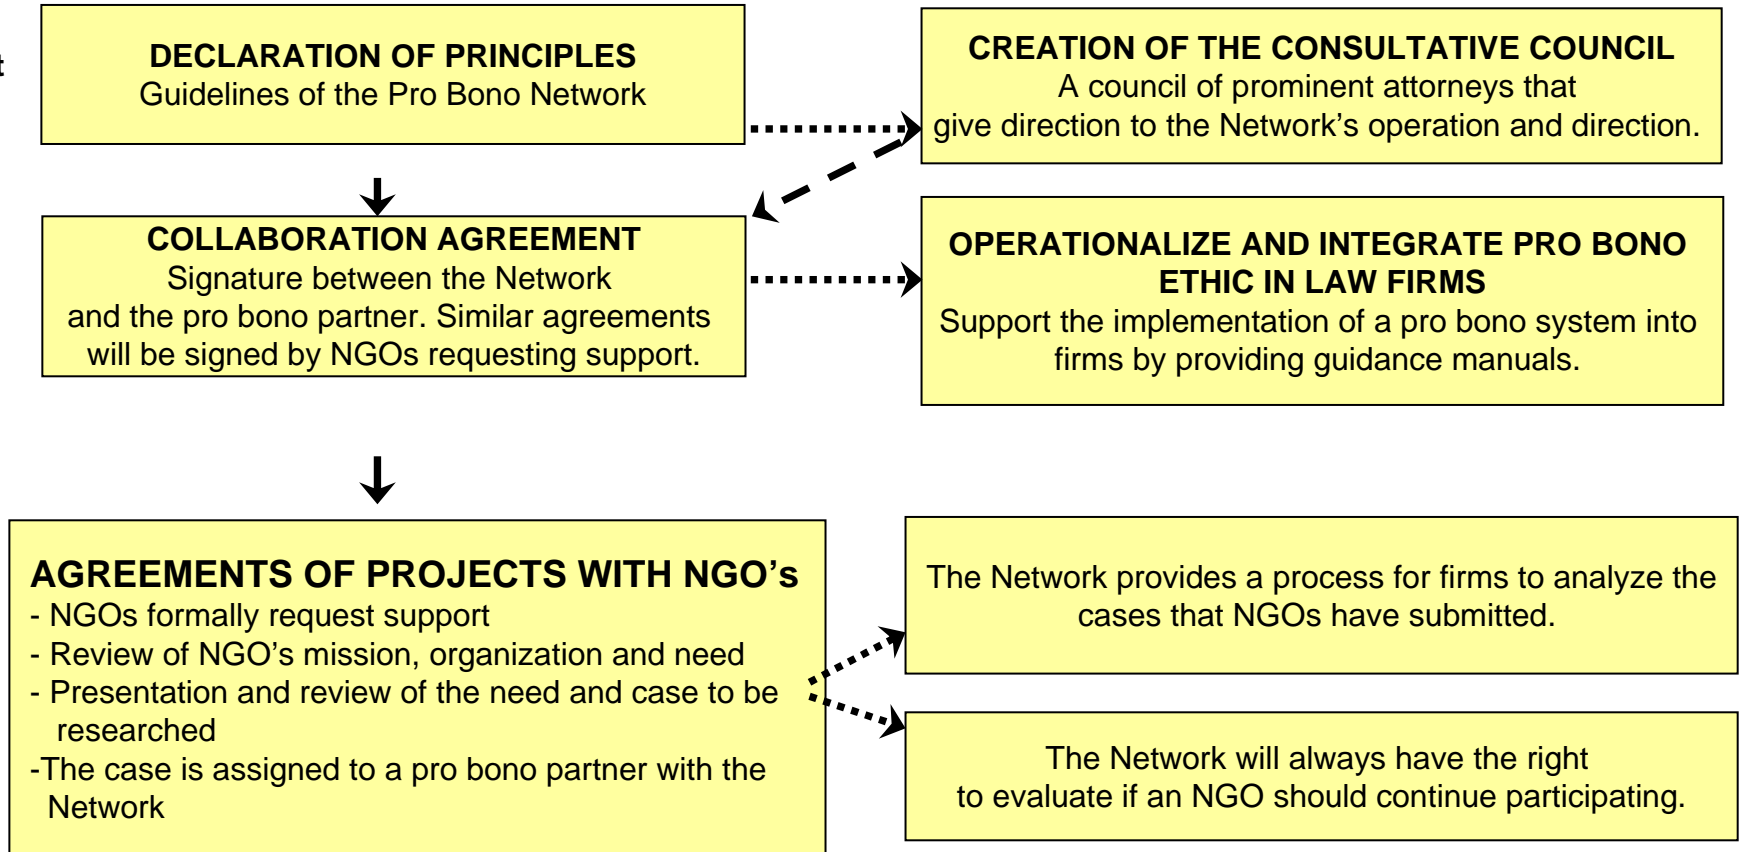 DECLARATION OF PRINCIPLES
Guidelines of the Pro Bono Network
CREATION OF THE CONSULTATIVE COUNCIL
A council of prominent attorneys that
give direction to the Network's operation and direction.
COLLABORATION AGREEMENT
Signature between the Network
and the pro bono partner. Similar agreements
will be signed by NGOs requesting support.
OPERATIONALIZE AND INTEGRATE PRO BONO
ETHIC IN LAW FIRMS
Support the implementation of a pro bono system into
firms by providing guidance manuals.
AGREEMENTS OF PROJECTS WITH NGO’s
- NGOs formally request support
- Review of NGO’s mission, organization and need
- Presentation and review of the need and case to be
researched
-The case is assigned to a pro bono partner with the
Network
The Network provides a process for firms to analyze the
cases that NGOs have submitted.
The Network will always have the right
to evaluate if an NGO should continue participating.